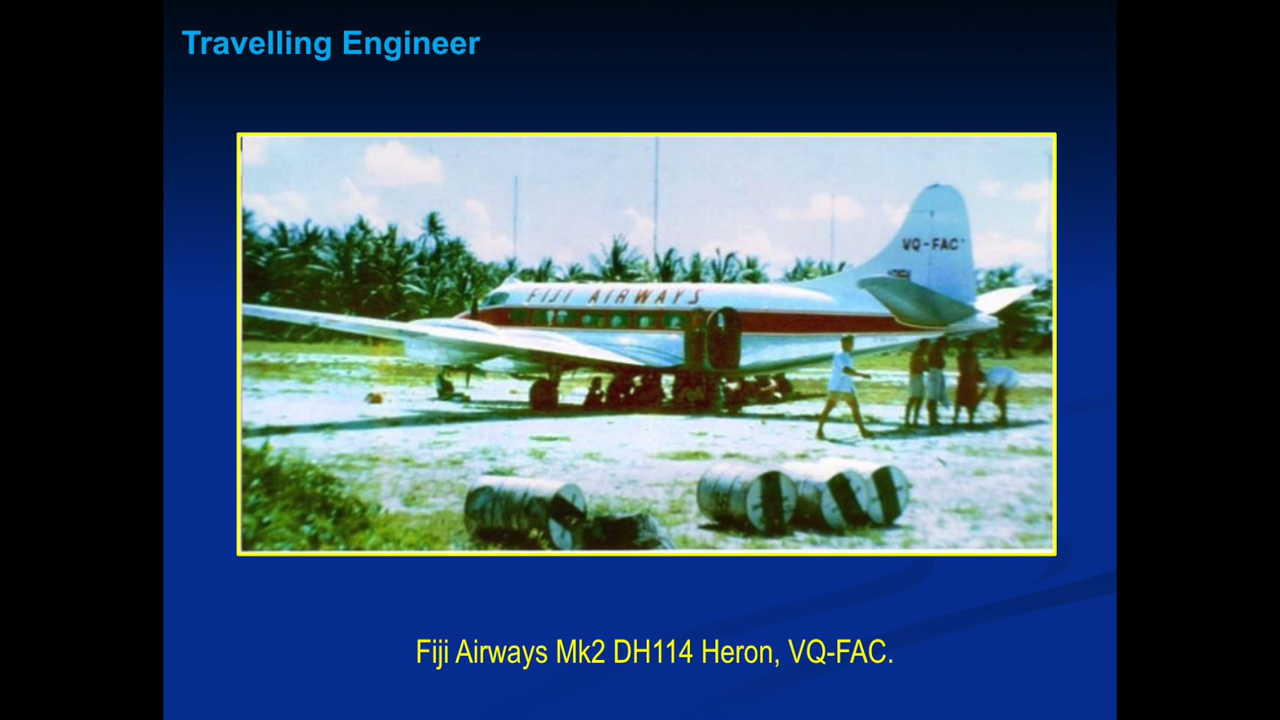 Travelling Engineer
VQ-FAC
FIJI AIRWAYS
Fiji Airways Mk2 DH114 Heron, VQ-FAC.